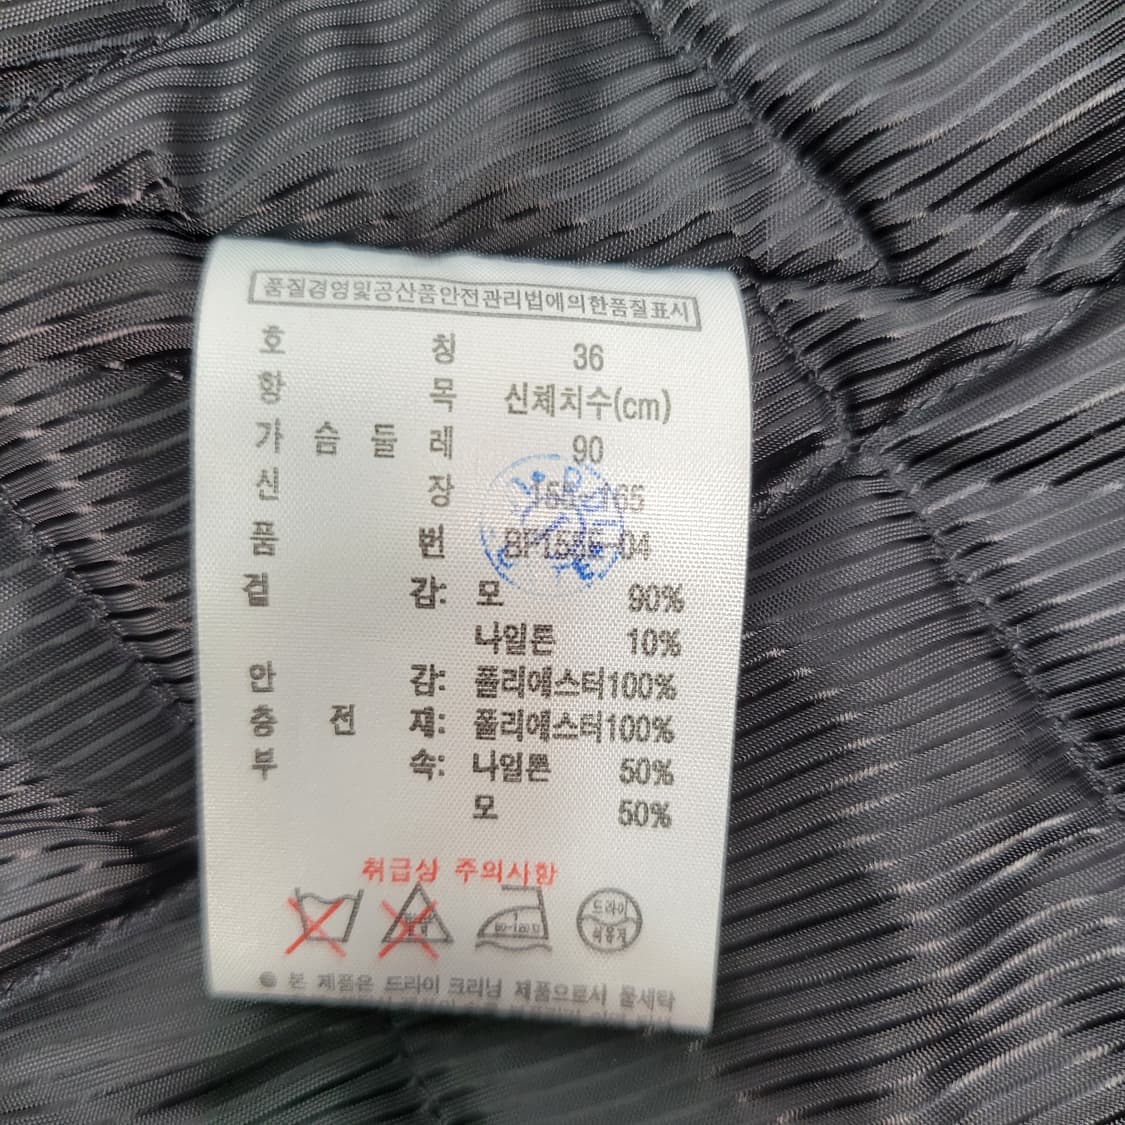 품질경영및공산품안전관리법에의한품질표시
호 칭 36
항 목 신체치수(cm)
가 슴 둘 레 90
신 장 155-165
품 번
겉 감: 모 90%
나일론 10%
안 감: 폴리에스터100%
충 전 재: 폴리에스터100%
부 속: 나일론 50%
모 50%
취급상 주의사항
드라이
석유계
● 본 제품은 드라이 크리닝 제품으로서 물세탁